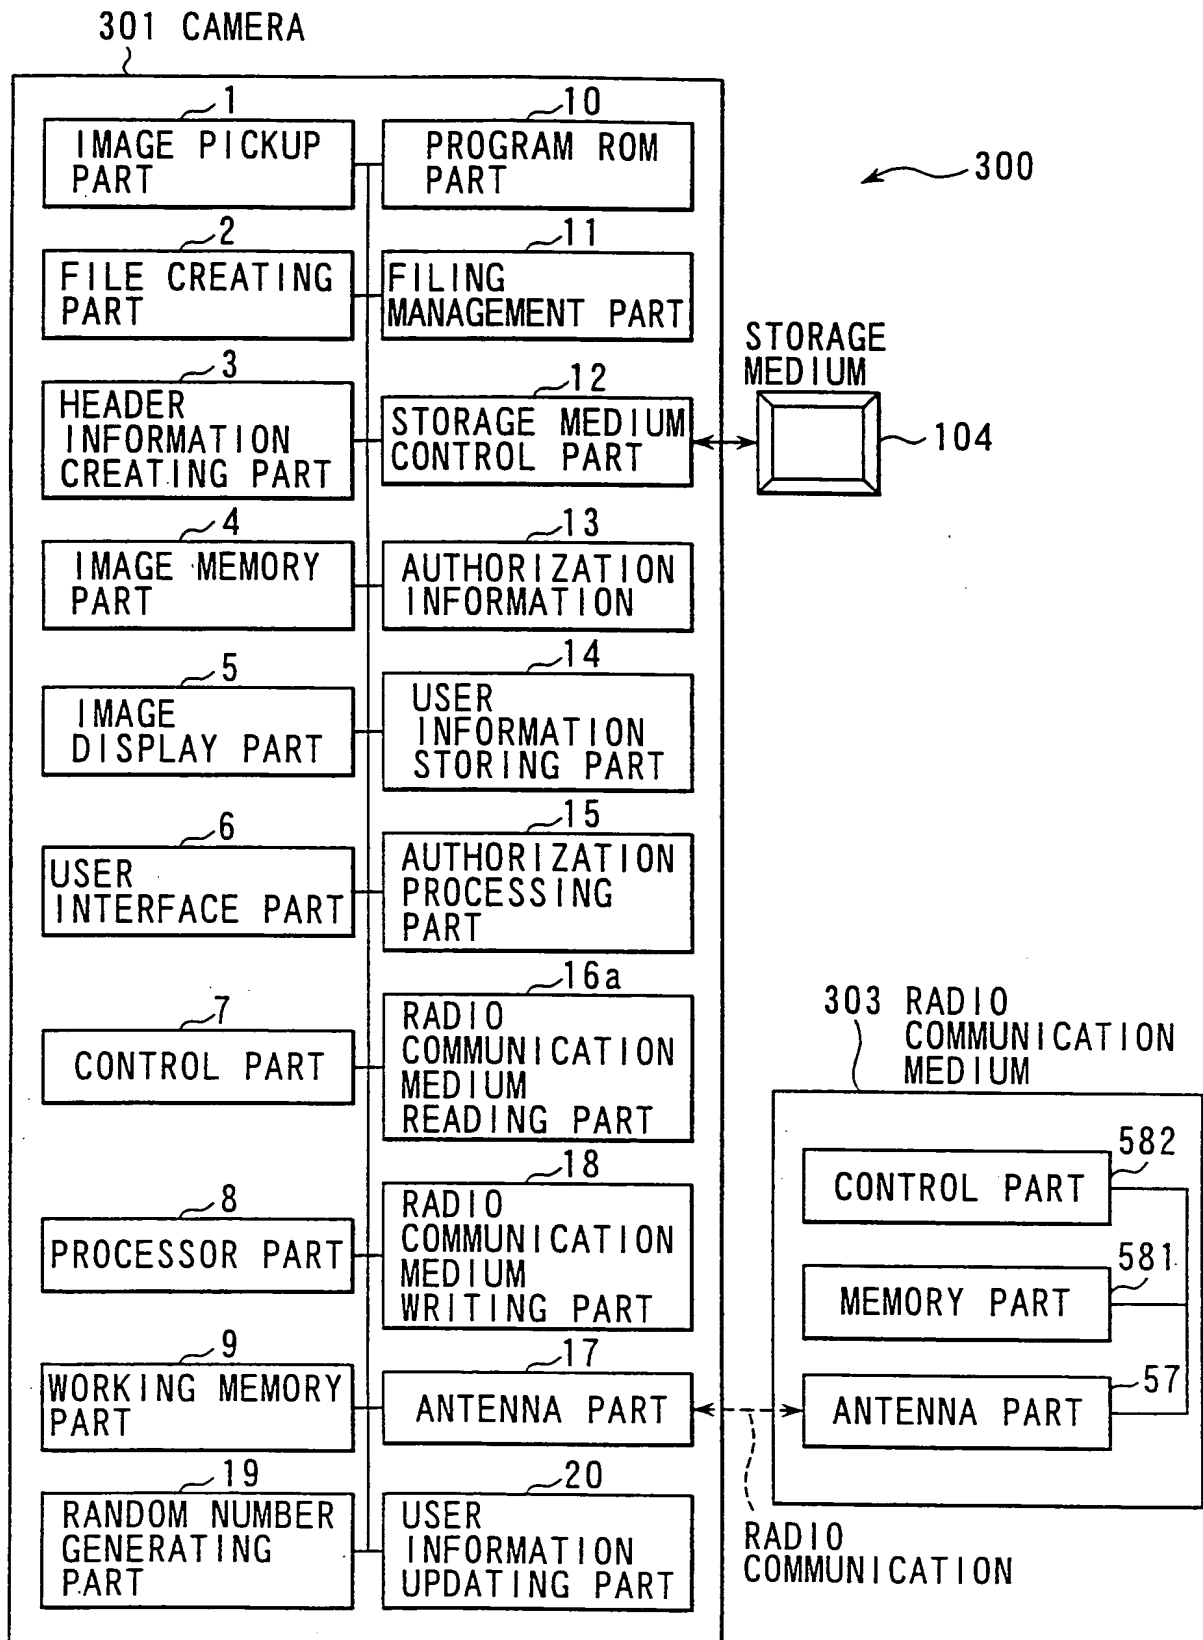 301 CAMERA
1
IMAGE PICKUP
PART
10
PROGRAM ROM
PART
300
2
FILE CREATING
PART
11
FILING
MANAGEMENT PART
STORAGE
MEDIUM
104
3
HEADER
INFORMATION
CREATING PART
12
STORAGE MEDIUM
CONTROL PART
4
IMAGE MEMORY
PART
13
AUTHORIZATION
INFORMATION
5
IMAGE
DISPLAY PART
14
USER
INFORMATION
STORING PART
6
USER
INTERFACE PART
15
AUTHORIZATION
PROCESSING
PART
7
CONTROL PART
16a
RADIO
COMMUNICATION
MEDIUM
READING PART
303 RADIO
COMMUNICATION
MEDIUM
582
CONTROL PART
581
MEMORY PART
57
ANTENNA PART
8
PROCESSOR PART
18
RADIO
COMMUNICATION
MEDIUM
WRITING PART
9
WORKING MEMORY
PART
17
ANTENNA PART
19
RANDOM NUMBER
GENERATING
PART
20
USER
INFORMATION
UPDATING PART
RADIO
COMMUNICATION